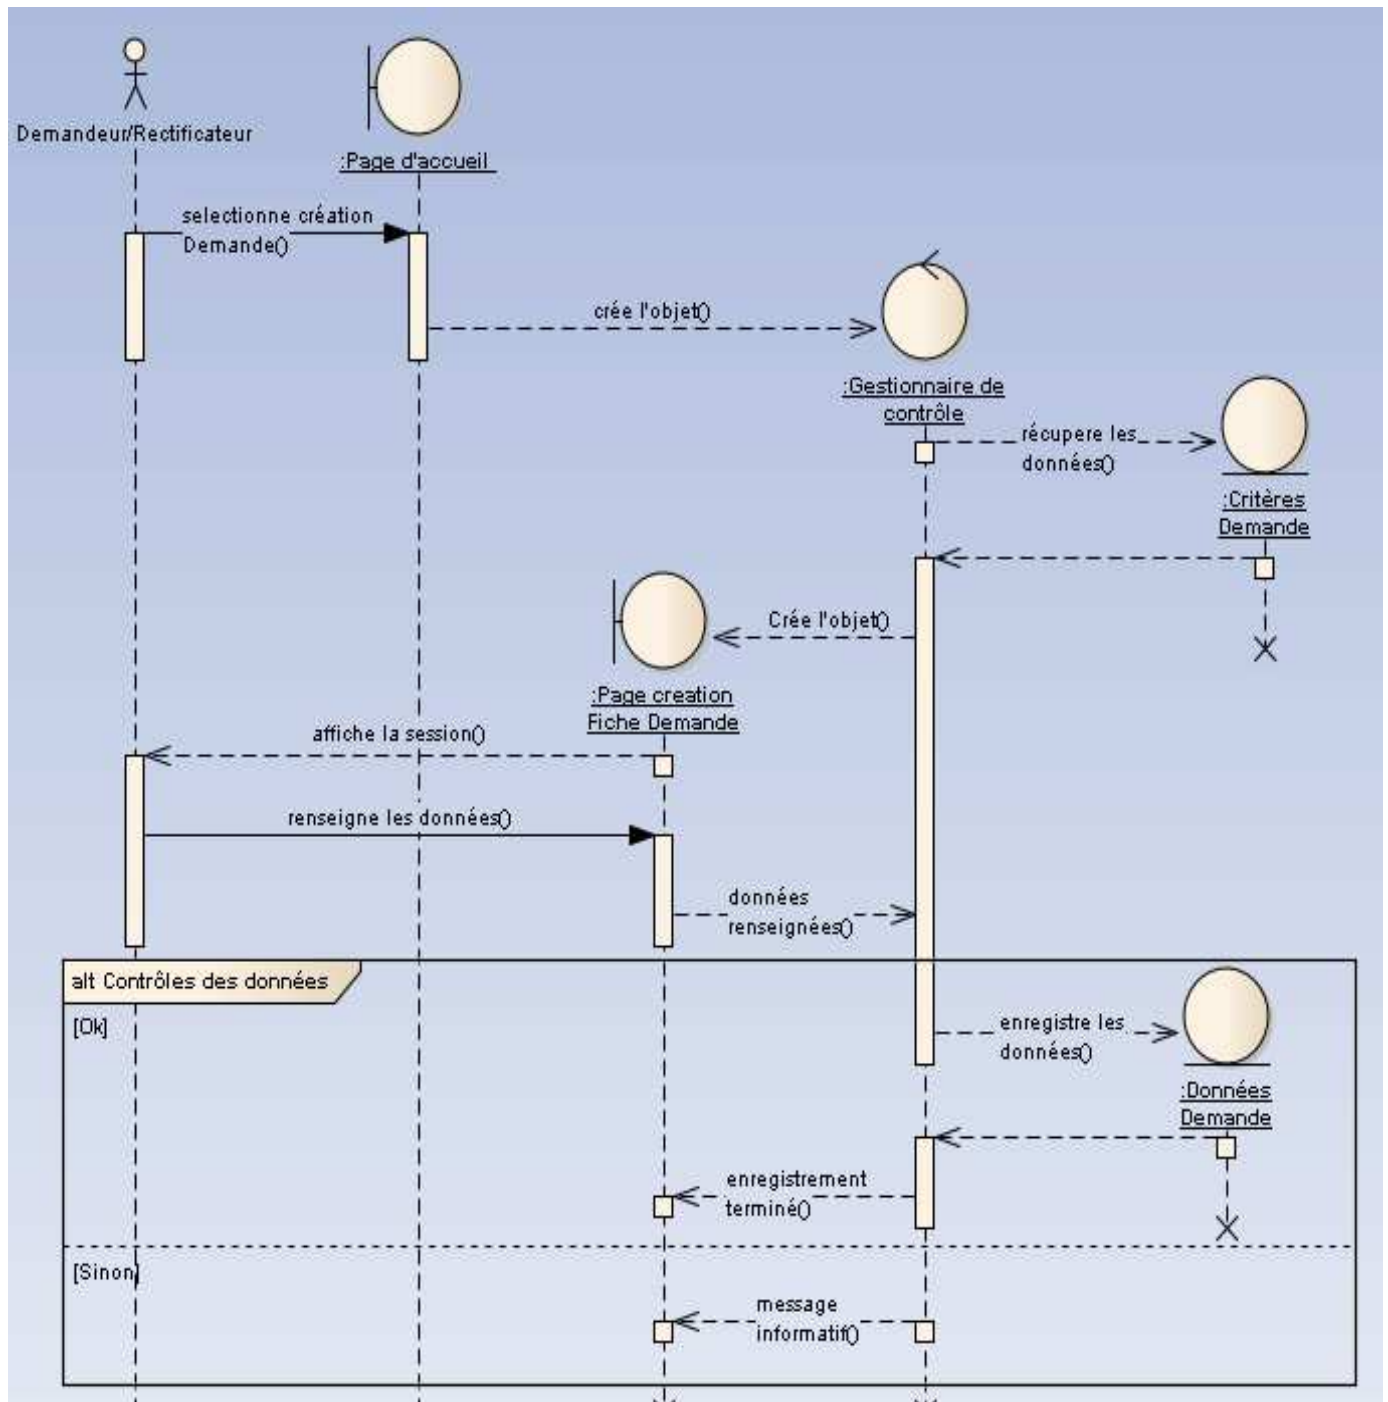 Demandeur/Rectificateur
:Page d'accueil
selectionne création
Demande()
crée l'objet()
:Gestionnaire de
contrôle
récupere les
données()
:Critères
Demande
Crée l'objet()
:Page creation
Fiche Demande
affiche la session()
renseigne les données()
données
renseignées()
alt Contrôles des données
[Ok]
enregistre les
données()
:Données
Demande
enregistrement
terminé()
[Sinon]
message
informatif()